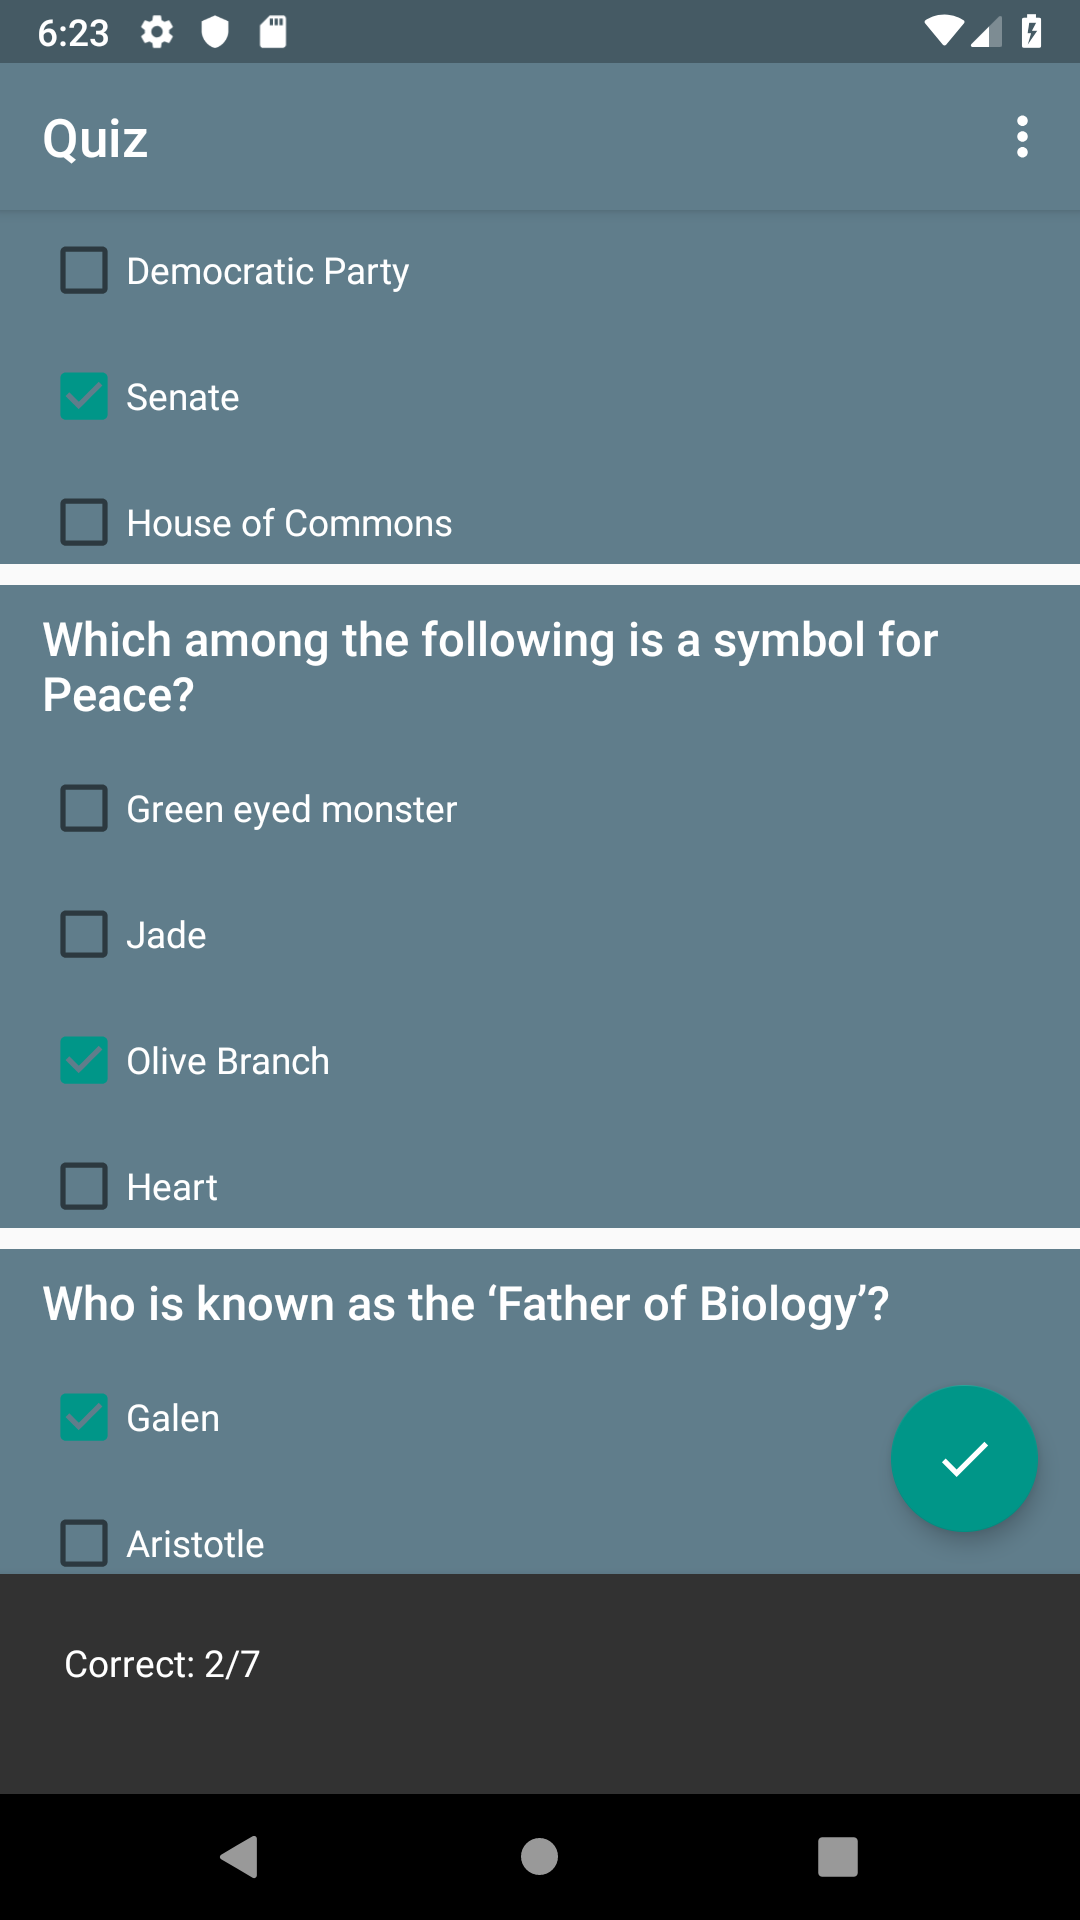 6:23
Quiz
Democratic Party
Senate
House of Commons
Which among the following is a symbol for
Peace?
Green eyed monster
Jade
Olive Branch
Heart
Who is known as the ‘Father of Biology’?
Galen
Aristotle
Correct: 2/7